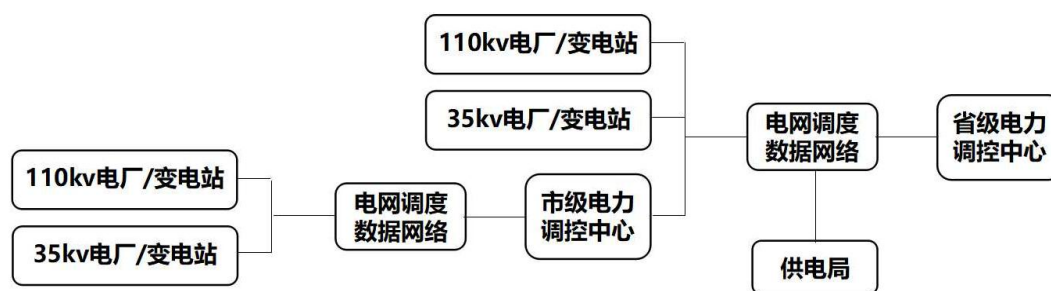 110kv电厂/变电站
35kv电厂/变电站
电网调度
数据网络
省级电力
调控中心
110kv电厂/变电站
35kv电厂/变电站
电网调度
数据网络
市级电力
调控中心
供电局